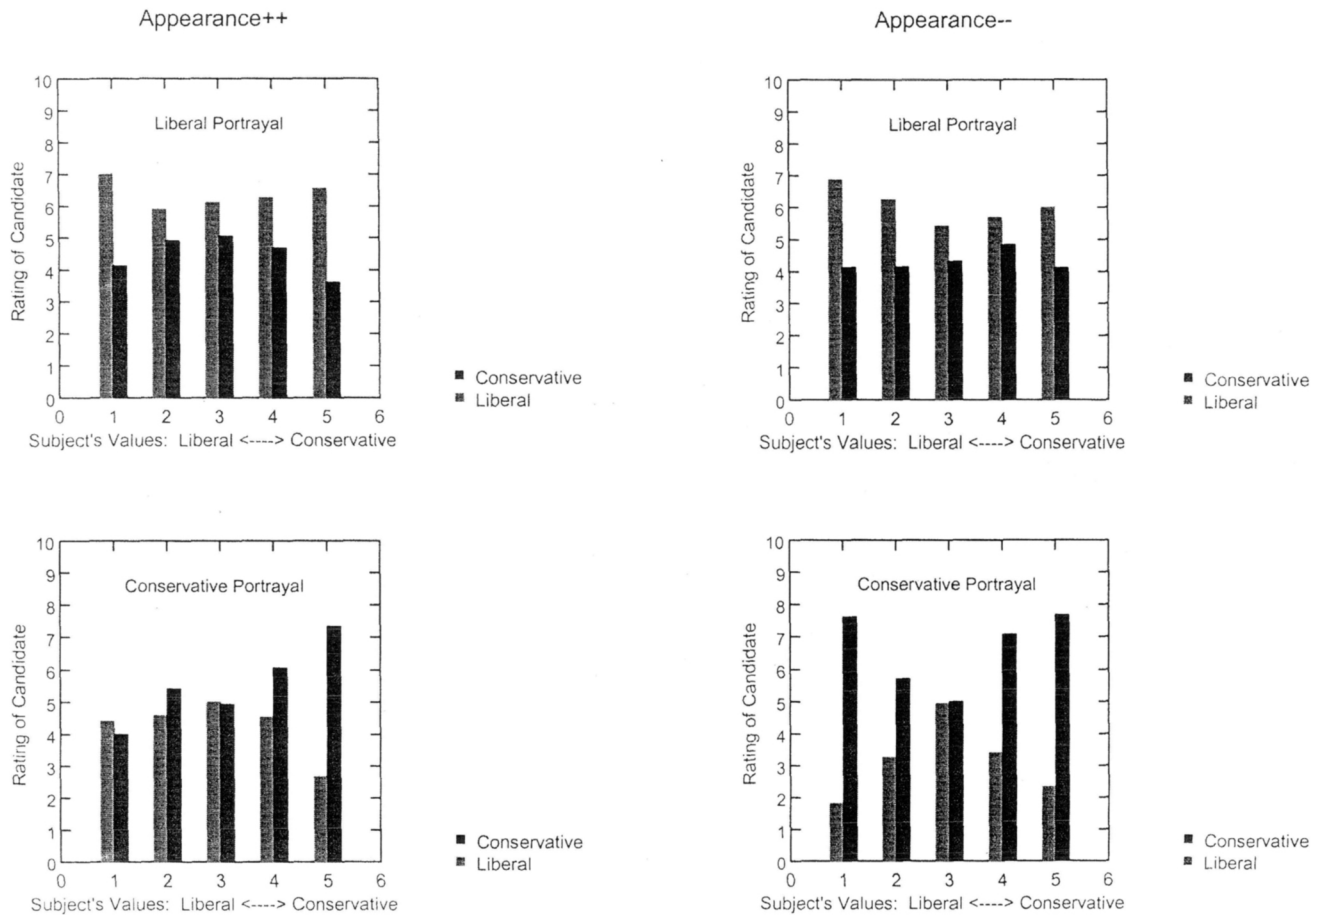 Appearance++
Appearance--
10
9
8
7
6
5
4
3
2
1
0
Rating of Candidate
Liberal Portrayal
0 1 2 3 4 5 6
Subject's Values: Liberal <----> Conservative
Conservative
Liberal
10
9
8
7
6
5
4
3
2
1
0
Rating of Candidate
Liberal Portrayal
0 1 2 3 4 5 6
Subject's Values: Liberal <----> Conservative
Conservative
Liberal
10
9
8
7
6
5
4
3
2
1
0
Rating of Candidate
Conservative Portrayal
0 1 2 3 4 5 6
Subject's Values: Liberal <----> Conservative
Conservative
Liberal
10
9
8
7
6
5
4
3
2
1
0
Rating of Candidate
Conservative Portrayal
0 1 2 3 4 5 6
Subject's Values: Liberal <----> Conservative
Conservative
Liberal